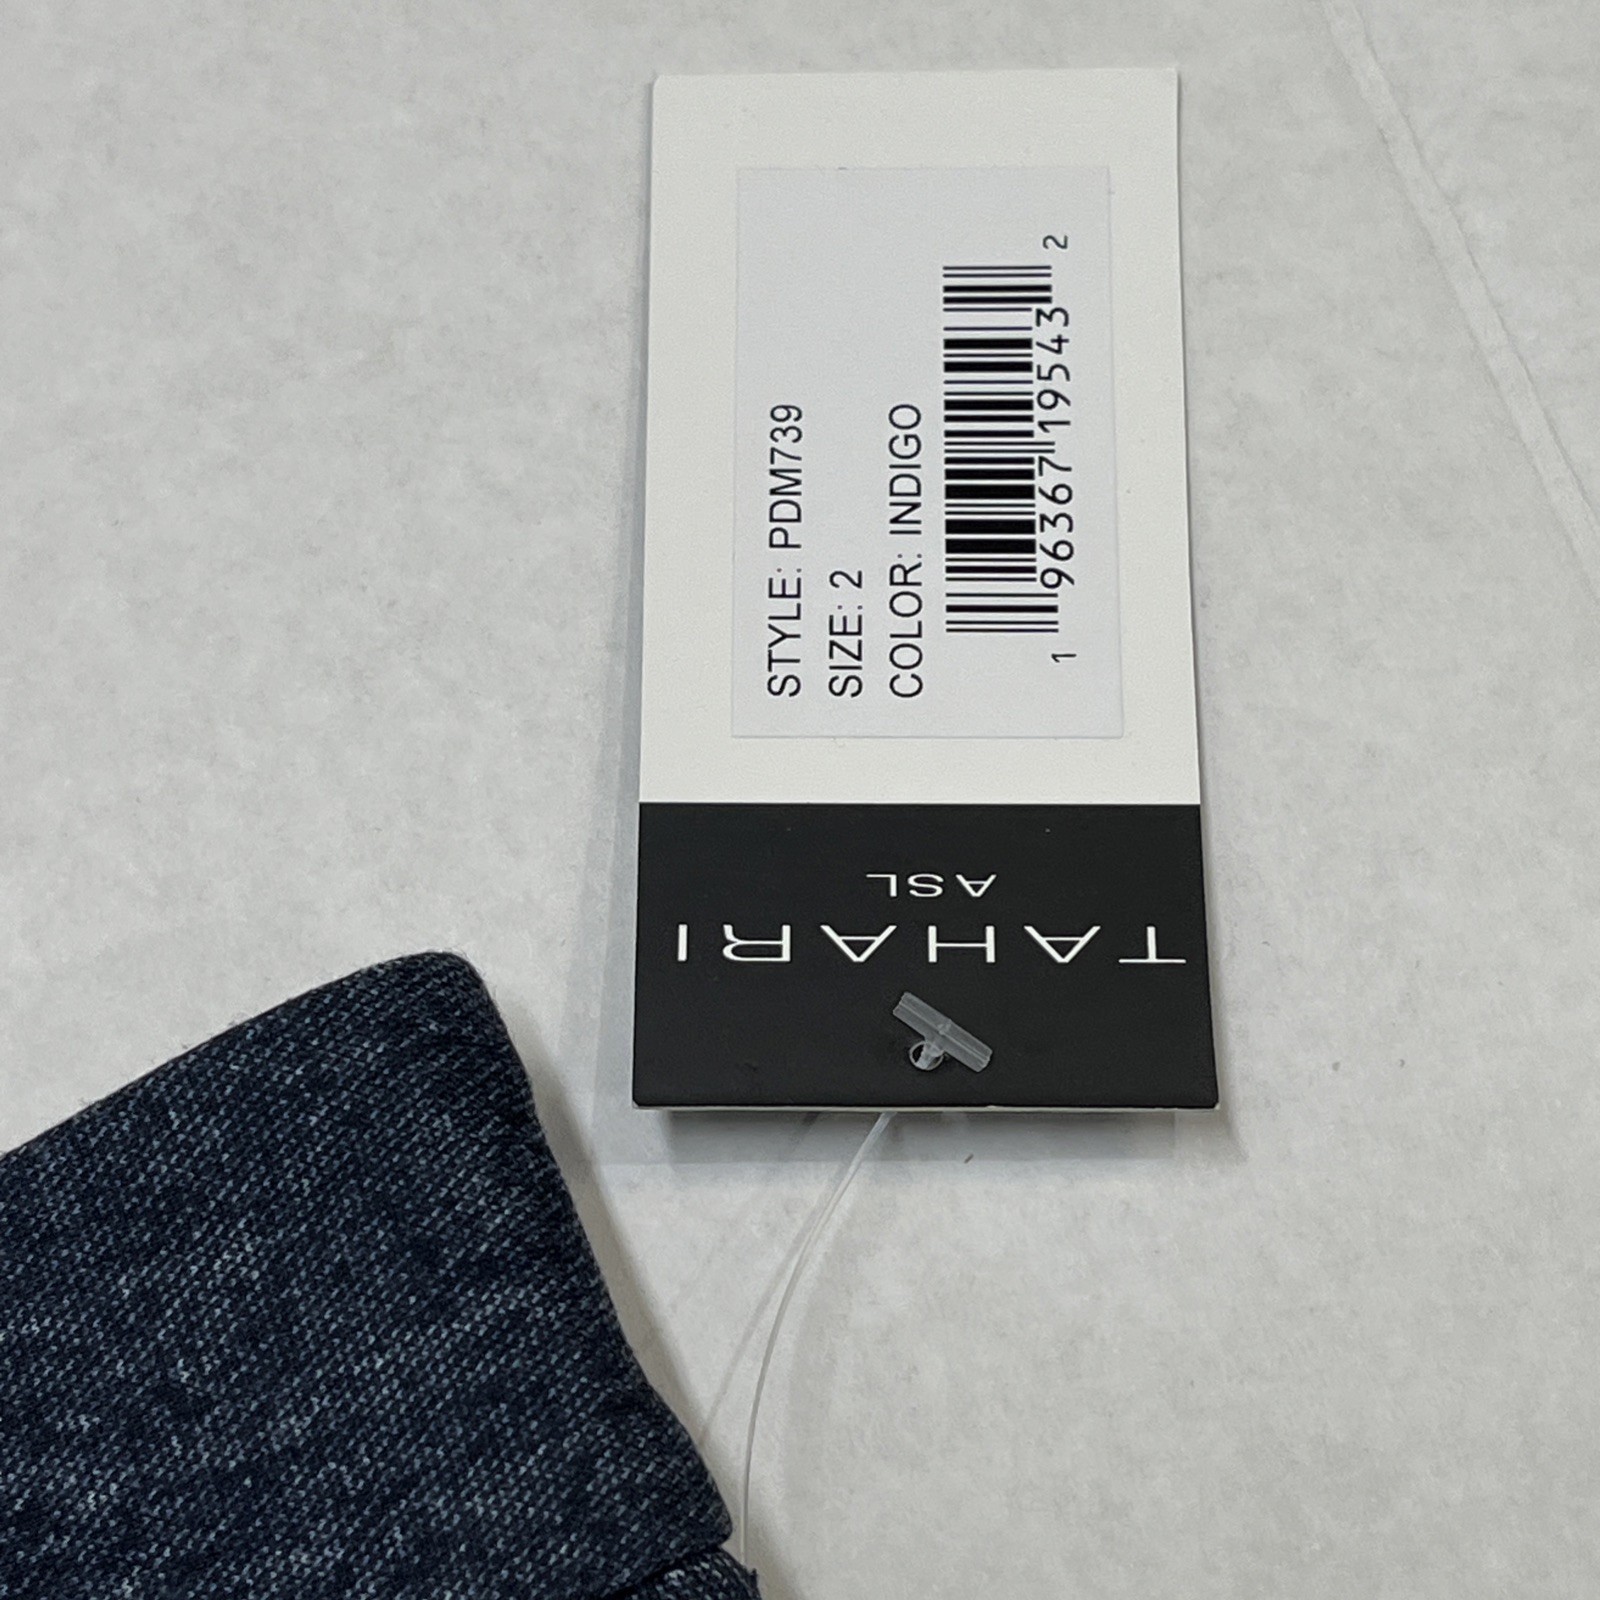 STYLE: PDM739
SIZE: 2
COLOR: INDIGO
1 96367 19543 2
TAHARI
ASL